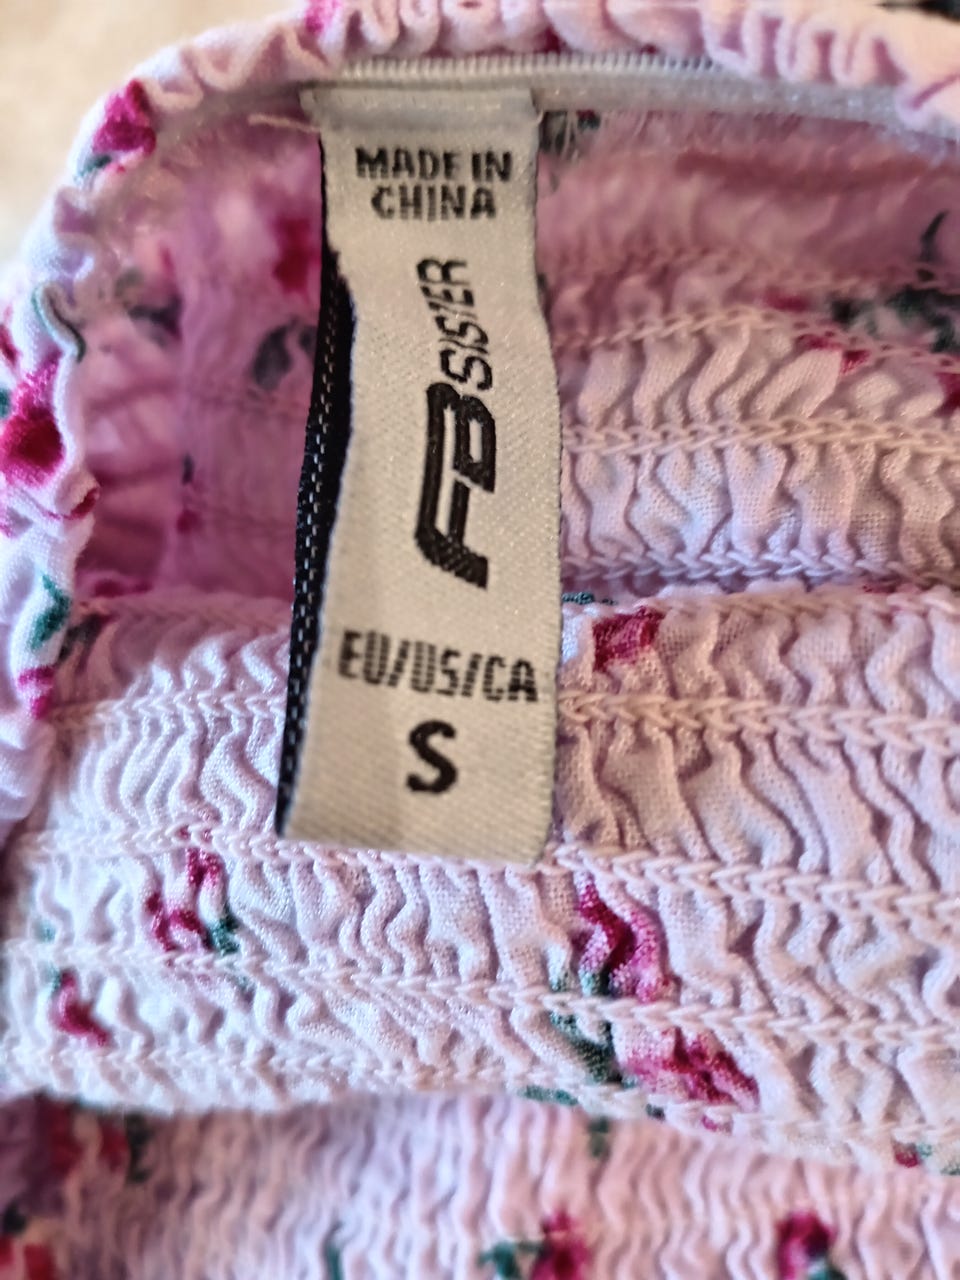 MADE IN
CHINA
FB SISTER
EU/US/CA
S